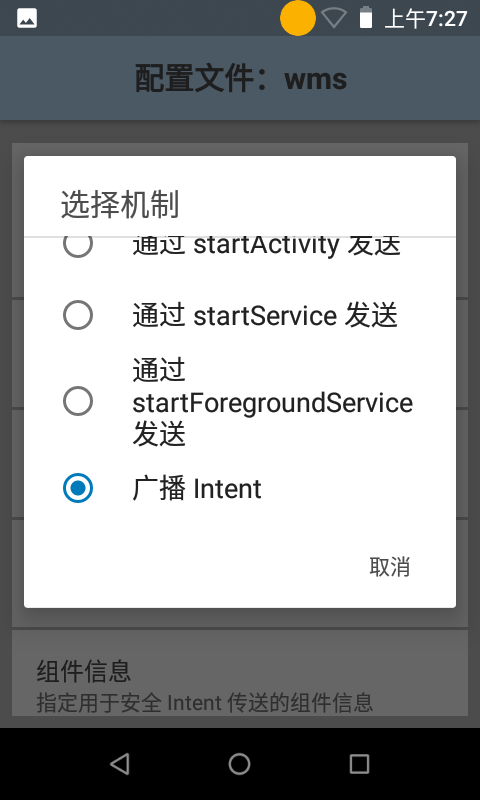 上午7:27
配置文件：wms
选择机制
通过 startActivity 发送
通过 startService 发送
通过
startForegroundService
发送
广播 Intent
取消
组件信息
指定用于安全 Intent 传送的组件信息